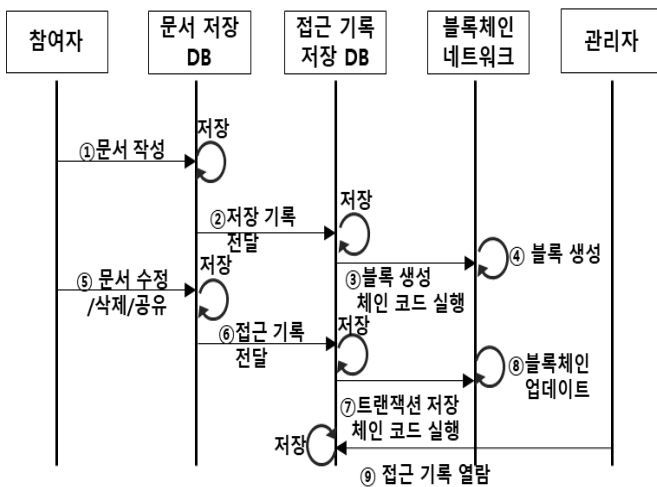 참여자
문서 저장
DB
접근 기록
저장 DB
블록체인
네트워크
관리자
저장
①문서 작성
저장
②저장 기록
전달
④ 블록 생성
저장
③블록 생성
체인 코드 실행
⑤ 문서 수정
/삭제/공유
저장
⑥접근 기록
전달
⑧블록체인
업데이트
⑦트랜잭션 저장
체인 코드 실행
저장
⑨ 접근 기록 열람